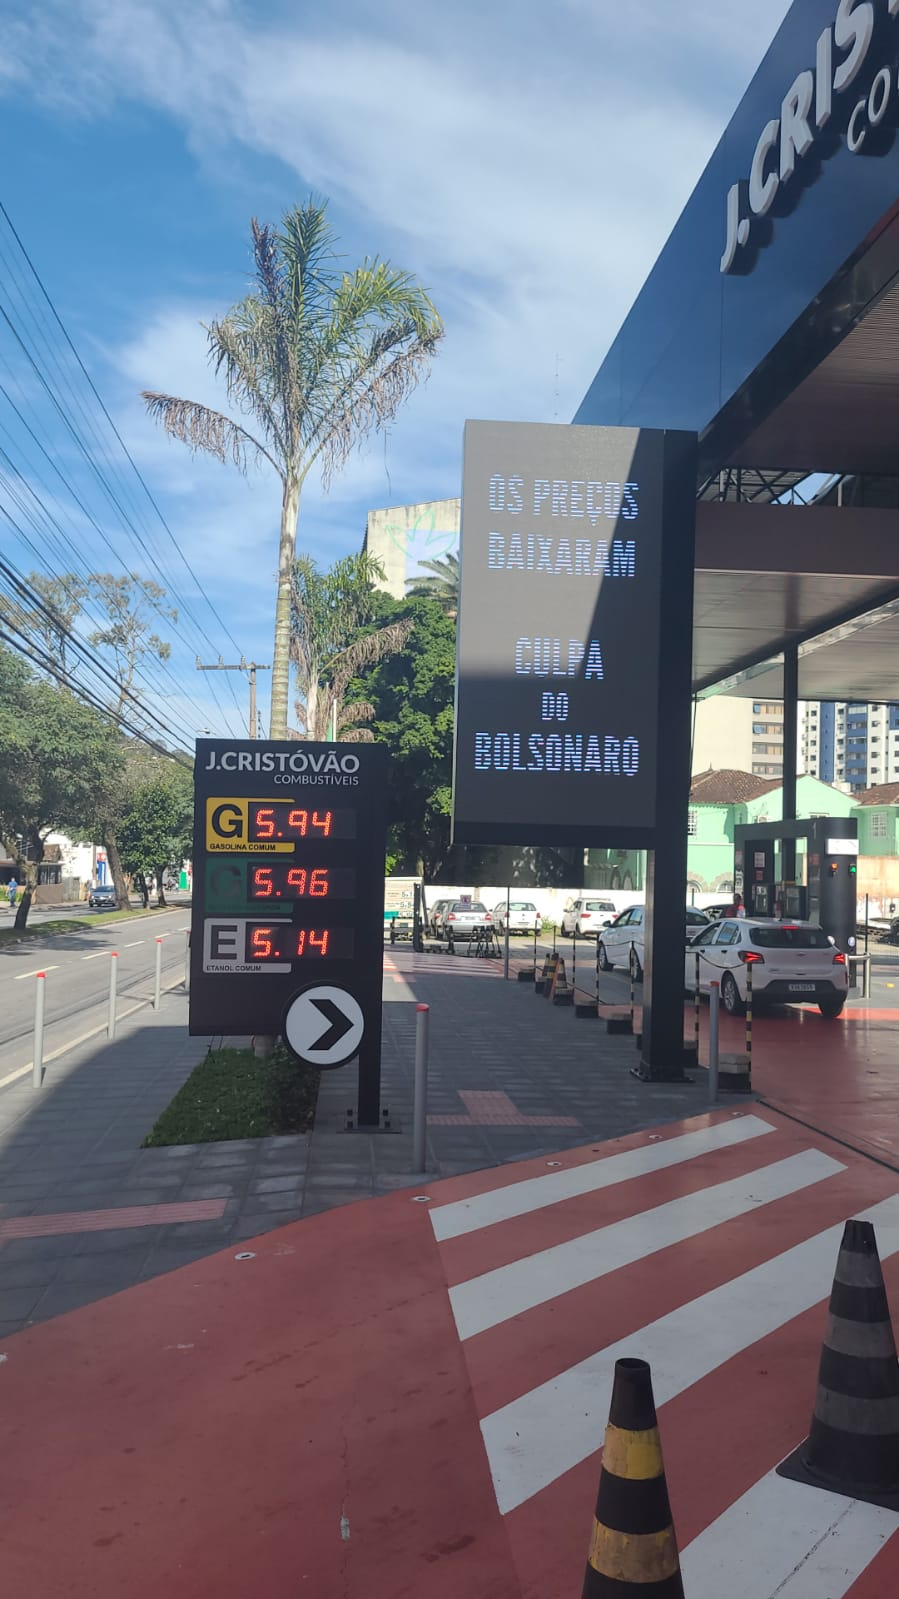 J.CRIS
CO
OS PREÇOS
BAIXARAM
CULPA
DO
BOLSONARO
J.CRISTÓVÃO
COMBUSTÍVEIS
G 5.94
GASOLINA COMUM
5.96
E 5.14
ETANOL COMUM